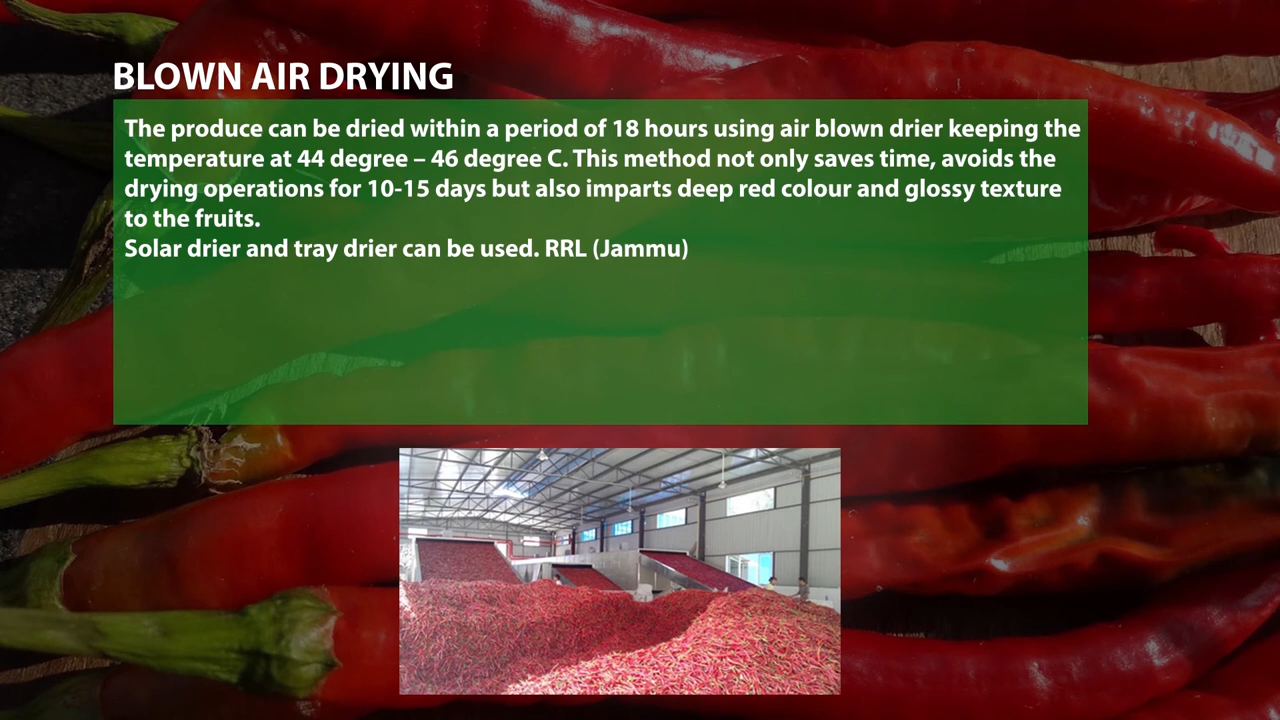 BLOWN AIR DRYING
The produce can be dried within a period of 18 hours using air blown drier keeping the
temperature at 44 degree – 46 degree C. This method not only saves time, avoids the
drying operations for 10-15 days but also imparts deep red colour and glossy texture
to the fruits.
Solar drier and tray drier can be used. RRL (Jammu)